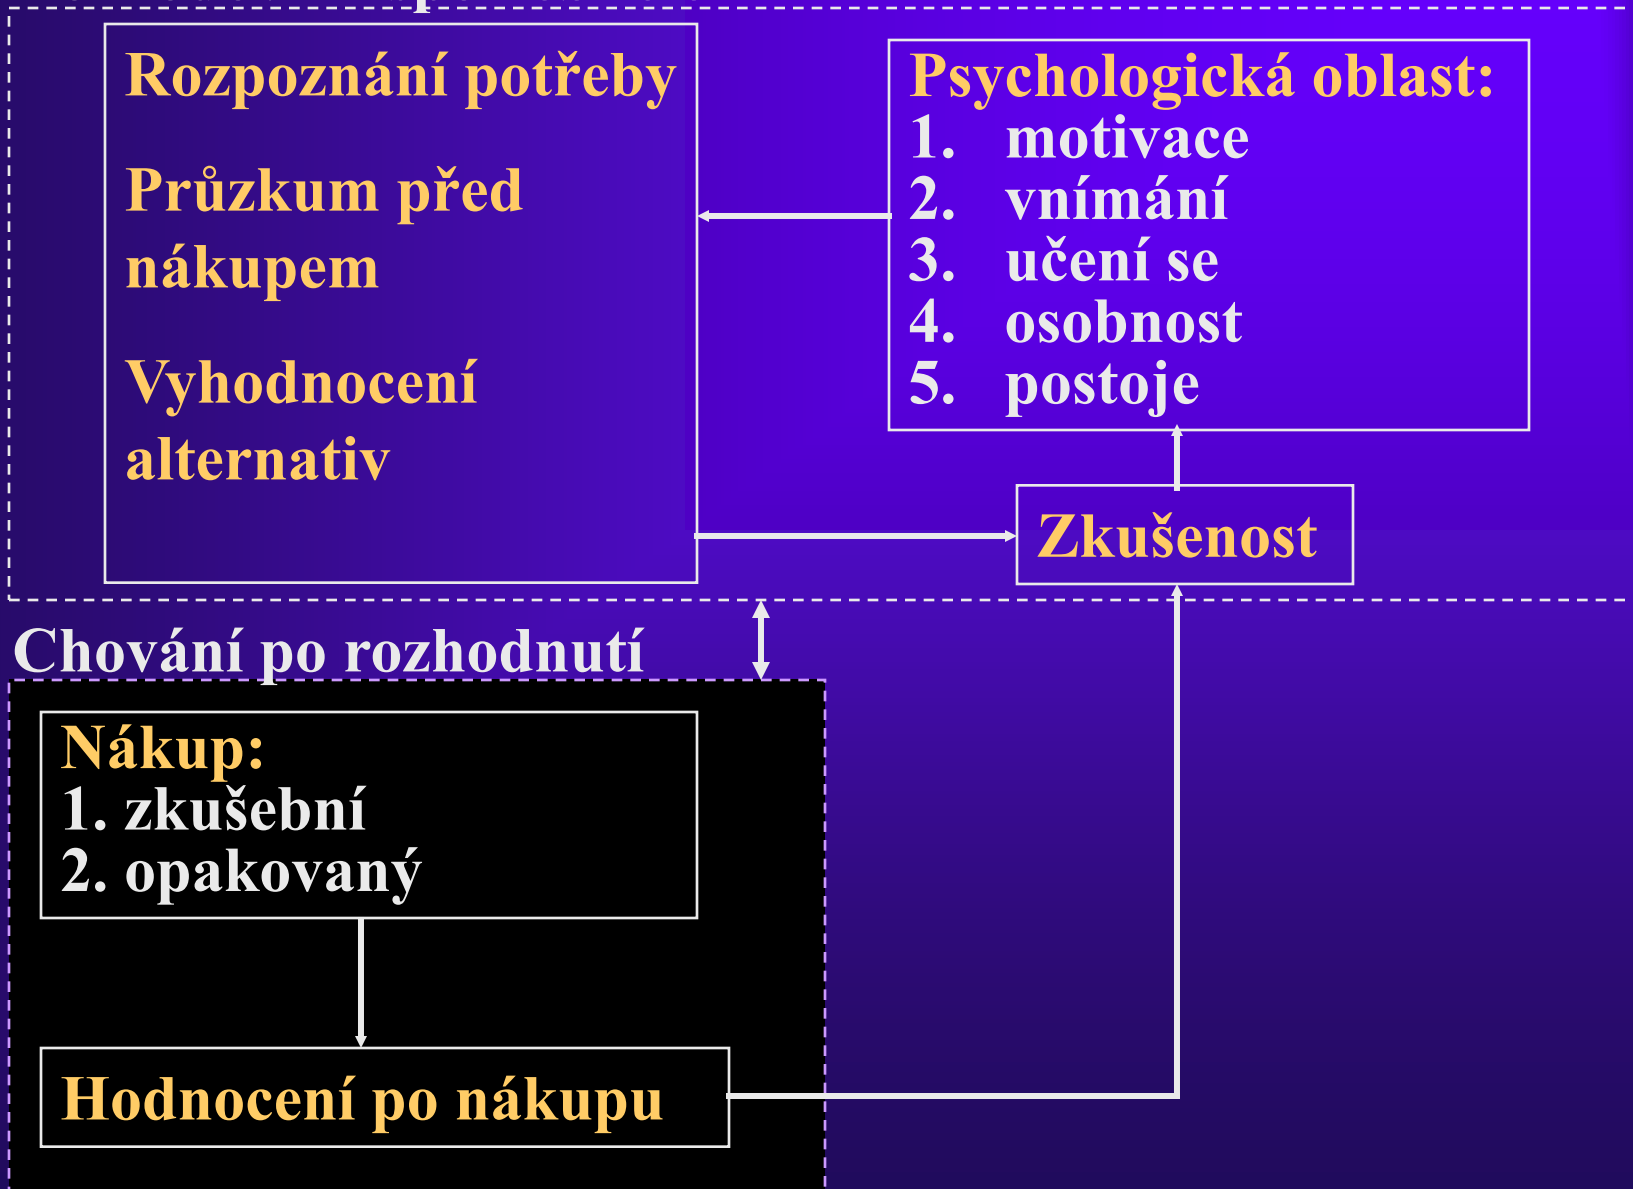 Rozpoznání potřeby
Průzkum před
nákupem
Vyhodnocení
alternativ
Psychologická oblast:
1. motivace
2. vnímání
3. učení se
4. osobnost
5. postoje
Zkušenost
Chování po rozhodnutí
Nákup:
1. zkušební
2. opakovaný
Hodnocení po nákupu